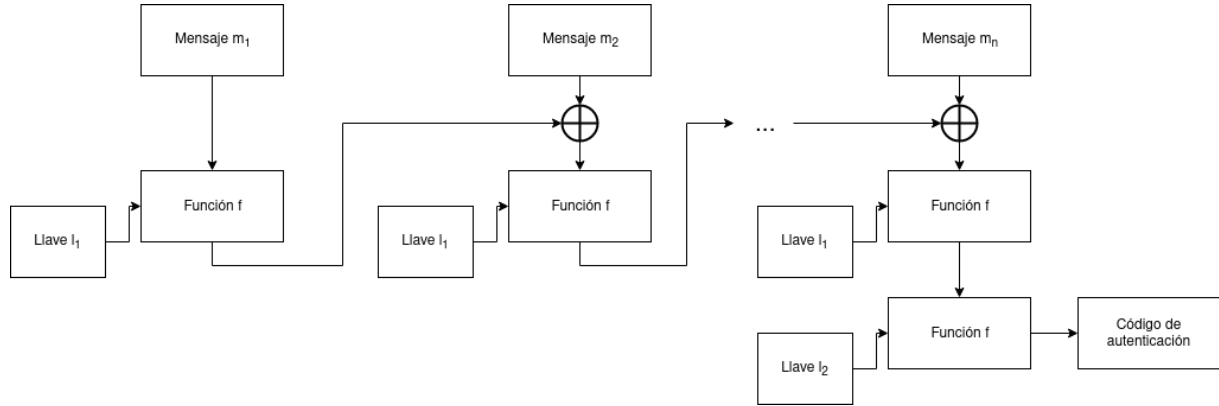 Mensaje m1
Mensaje m2
Mensaje mn
...
Función f
Función f
Función f
Llave l1
Llave l1
Llave l1
Función f
Código de
autenticación
Llave l2